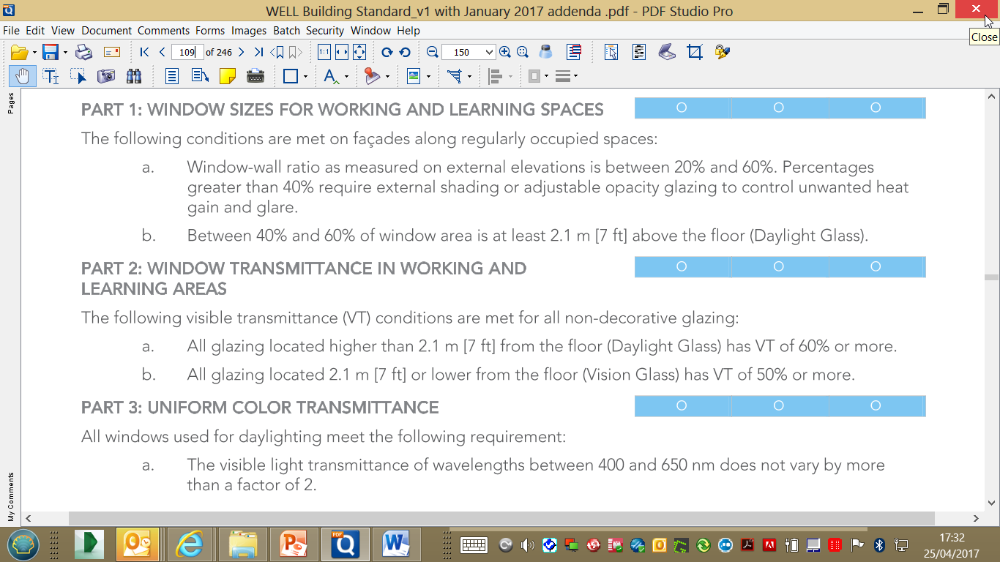 WELL Building Standard_v1 with January 2017 addenda .pdf - PDF Studio Pro
Close
File Edit View Document Comments Forms Images Batch Security Window Help
109 of 246
1:1
150
Pages
PART 1: WINDOW SIZES FOR WORKING AND LEARNING SPACES O O O
The following conditions are met on façades along regularly occupied spaces:
a. Window-wall ratio as measured on external elevations is between 20% and 60%. Percentages
greater than 40% require external shading or adjustable opacity glazing to control unwanted heat
gain and glare.
b. Between 40% and 60% of window area is at least 2.1 m [7 ft] above the floor (Daylight Glass).
PART 2: WINDOW TRANSMITTANCE IN WORKING AND O O O
LEARNING AREAS
The following visible transmittance (VT) conditions are met for all non-decorative glazing:
a. All glazing located higher than 2.1 m [7 ft] from the floor (Daylight Glass) has VT of 60% or more.
b. All glazing located 2.1 m [7 ft] or lower from the floor (Vision Glass) has VT of 50% or more.
PART 3: UNIFORM COLOR TRANSMITTANCE O O O
All windows used for daylighting meet the following requirement:
a. The visible light transmittance of wavelengths between 400 and 650 nm does not vary by more
than a factor of 2.
My Comments
PDF
17:32
25/04/2017